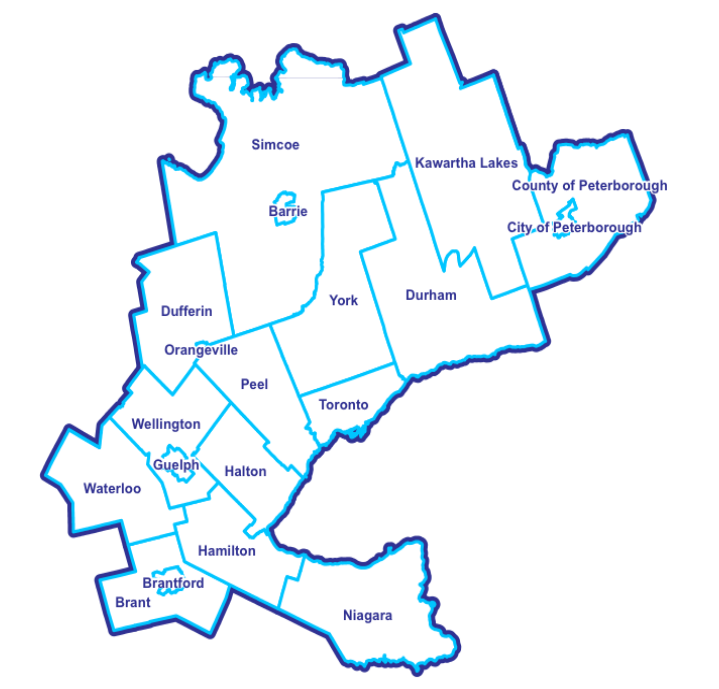 Simcoe
Kawartha Lakes
County of Peterborough
Barrie
City of Peterborough
Durham
York
Dufferin
Orangeville
Peel
Toronto
Wellington
Guelph
Halton
Waterloo
Hamilton
Brantford
Brant
Niagara